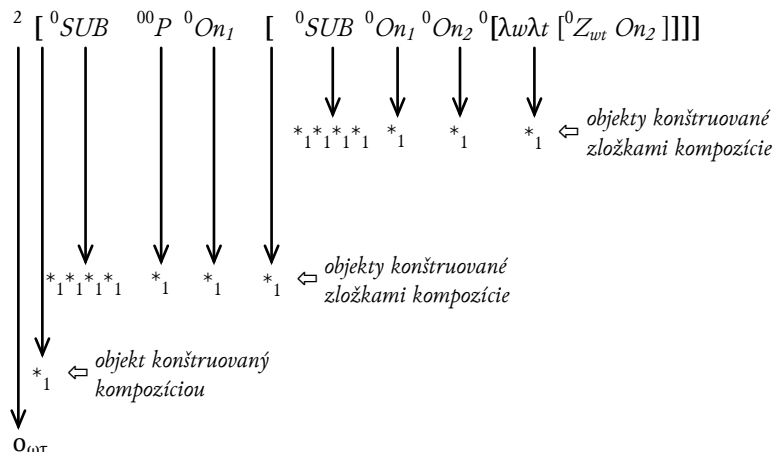 ² [ ⁰SUB ⁰⁰P ⁰On₁ [ ⁰SUB ⁰On₁ ⁰On₂ ⁰[λwλt [⁰Z_wt On₂ ]]]]
*₁*₁*₁*₁ *₁ *₁ *₁ ⇦ objekty konštruované
zložkami kompozície
*₁*₁*₁*₁ *₁ *₁ *₁ ⇦ objekty konštruované
zložkami kompozície
*₁ ⇦ objekt konštruovaný
kompozíciou
ο_ωτ